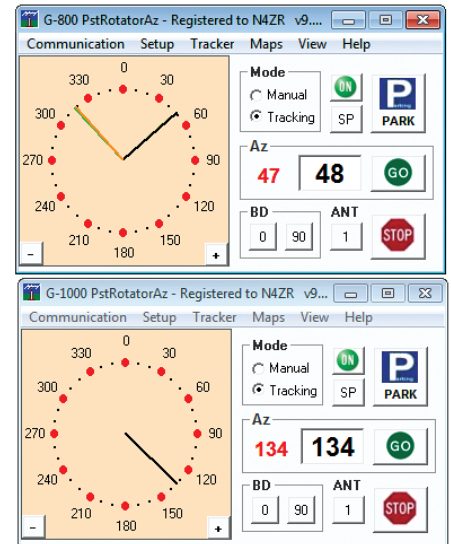 G-800 PstRotatorAz - Registered to N4ZR v9....
Communication Setup Tracker Maps View Help
0
330 30
300 60
270 90
240 120
210 150
180
- +
Mode
Manual
Tracking
ON
SP
P
PARK
Az
47 48 GO
BD ANT
0 90 1 STOP
G-1000 PstRotatorAz - Registered to N4ZR v9...
Communication Setup Tracker Maps View Help
0
330 30
300 60
270 90
240 120
210 150
180
- +
Mode
Manual
Tracking
ON
SP
P
PARK
Az
134 134 GO
BD ANT
0 90 1 STOP